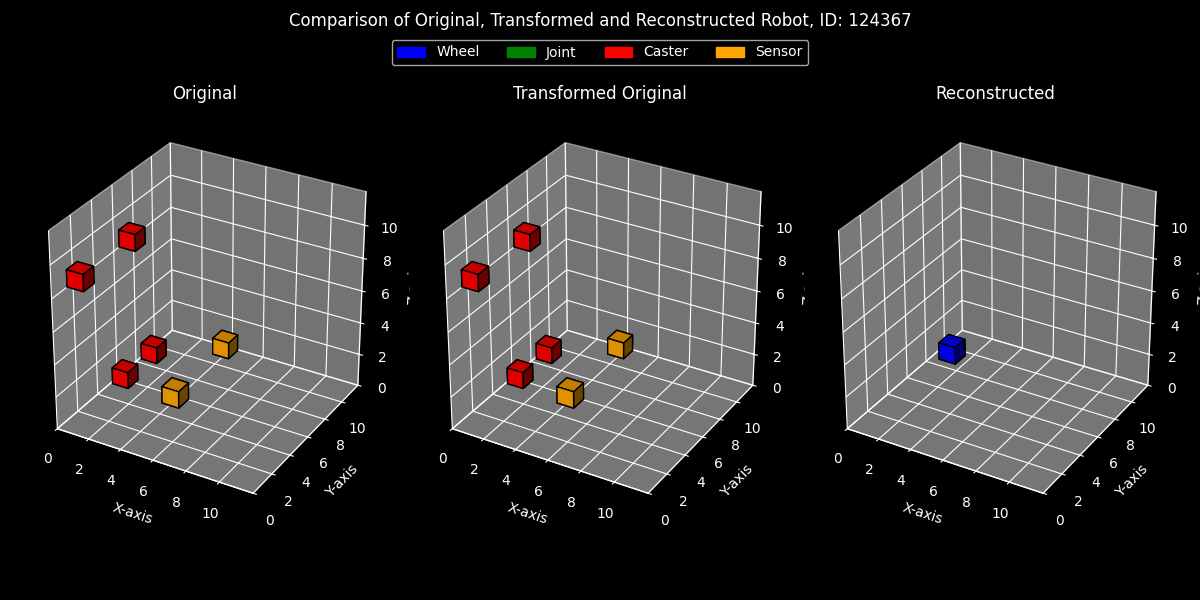 Comparison of Original, Transformed and Reconstructed Robot, ID: 124367
Wheel Joint Caster Sensor
Original Transformed Original Reconstructed
10 10 10
8 8 8
6 6 6
4 4 4
2 2 2
0 0 0
0 2 4 6 8 10 0 2 4 6 8 10 0 2 4 6 8 10
0 2 4 6 8 10 0 2 4 6 8 10 0 2 4 6 8 10
X-axis Y-axis X-axis Y-axis X-axis Y-axis